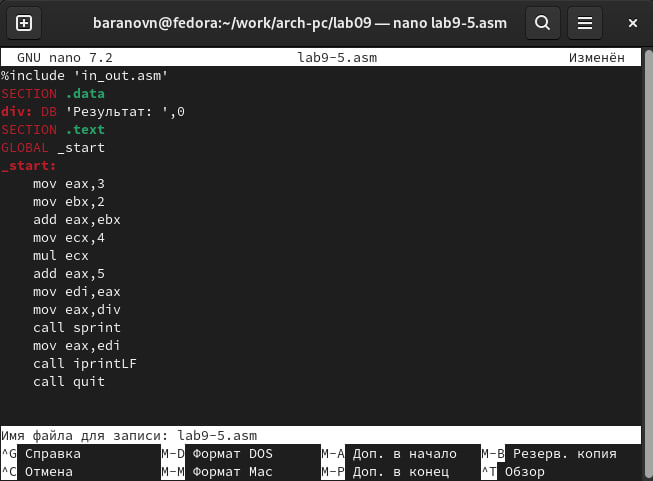 baranovn@fedora:~/work/arch-pc/lab09 — nano lab9-5.asm
GNU nano 7.2 lab9-5.asm Изменён
%include 'in_out.asm'
SECTION .data
div: DB 'Результат: ',0
SECTION .text
GLOBAL _start
_start:
mov eax,3
mov ebx,2
add eax,ebx
mov ecx,4
mul ecx
add eax,5
mov edi,eax
mov eax,div
call sprint
mov eax,edi
call iprintLF
call quit
Имя файла для записи: lab9-5.asm
^G Справка M-D Формат DOS M-A Доп. в начало M-B Резерв. копия
^C Отмена M-M Формат Mac M-P Доп. в конец ^T Обзор